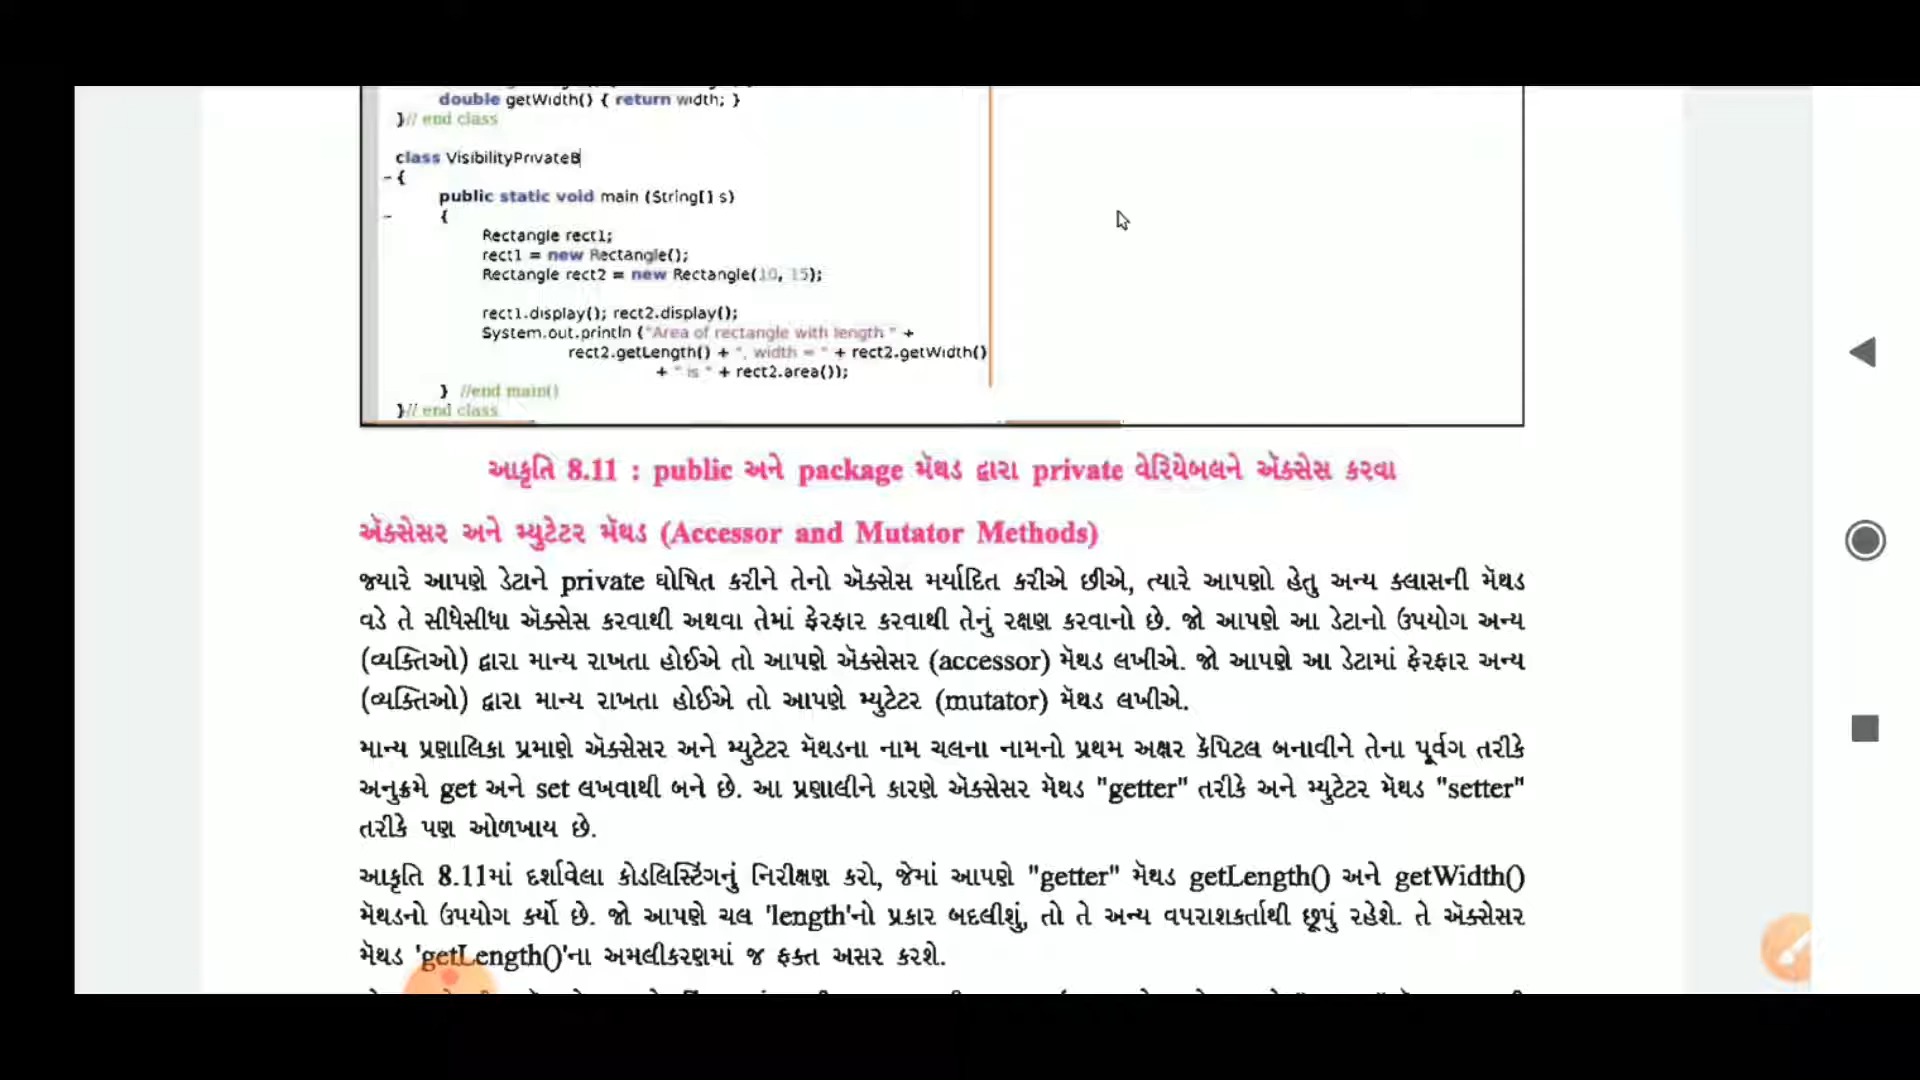 double getWidth() { return width; }
}// end class
class VisibilityPrivateB
{
public static void main (String[] s)
{
Rectangle rect1;
rect1 = new Rectangle();
Rectangle rect2 = new Rectangle(10, 15);
rect1.display(); rect2.display();
System.out.println ("Area of rectangle with length " +
rect2.getLength() + ", width = " + rect2.getWidth()
+ " is " + rect2.area());
} //end main()
}// end class
આકૃતિ 8.11 : public અને package મૅથડ દ્વારા private વેરિયેબલને ઍક્સેસ કરવા
ઍક્સેસર અને મ્યુટેટર મૅથડ (Accessor and Mutator Methods)
જ્યારે આપણે ડેટાને private ઘોષિત કરીને તેનો ઍક્સેસ મર્યાદિત કરીએ છીએ, ત્યારે આપણો હેતુ અન્ય ક્લાસની મૅથડ
વડે તે સીધેસીધા ઍક્સેસ કરવાથી અથવા તેમાં ફેરફાર કરવાથી તેનું રક્ષણ કરવાનો છે. જો આપણે આ ડેટાનો ઉપયોગ અન્ય
(વ્યક્તિઓ) દ્વારા માન્ય રાખતા હોઈએ તો આપણે ઍક્સેસર (accessor) મૅથડ લખીએ. જો આપણે આ ડેટામાં ફેરફાર અન્ય
(વ્યક્તિઓ) દ્વારા માન્ય રાખતા હોઈએ તો આપણે મ્યુટેટર (mutator) મૅથડ લખીએ.
માન્ય પ્રણાલિકા પ્રમાણે ઍક્સેસર અને મ્યુટેટર મૅથડના નામ ચલના નામનો પ્રથમ અક્ષર કૅપિટલ બનાવીને તેના પૂર્વગ તરીકે
અનુક્રમે get અને set લખવાથી બને છે. આ પ્રણાલીને કારણે ઍક્સેસર મૅથડ "getter" તરીકે અને મ્યુટેટર મૅથડ "setter"
તરીકે પણ ઓળખાય છે.
આકૃતિ 8.11માં દર્શાવેલા કોડલિસ્ટિંગનું નિરીક્ષણ કરો, જેમાં આપણે "getter" મૅથડ getLength() અને getWidth()
મૅથડનો ઉપયોગ કર્યો છે. જો આપણે ચલ 'length'નો પ્રકાર બદલીશું, તો તે અન્ય વપરાશકર્તાથી છૂપું રહેશે. તે ઍક્સેસર
મૅથડ 'getLength()'ના અમલીકરણમાં જ ફક્ત અસર કરશે.